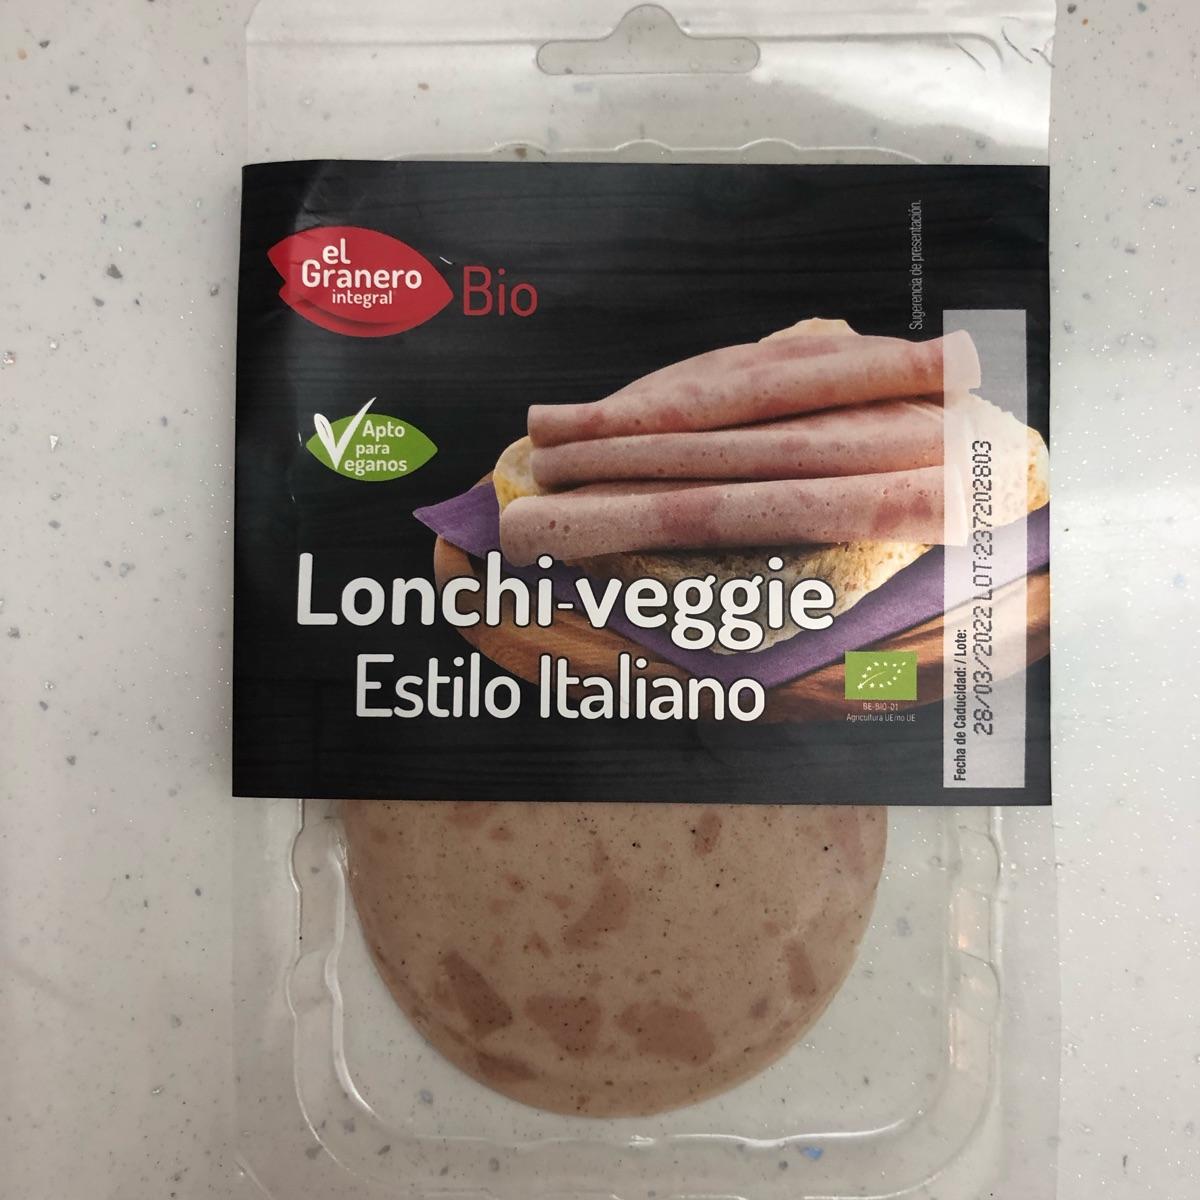 el
Granero
integral
Bio
Sugerencia de presentación.
Apto
para
Veganos
Lonchi-veggie
Estilo Italiano
BE-BIO-01
Agricultura UE/no UE
Fecha de Caducidad: / Lote:
28/03/2022 LOT:237202803